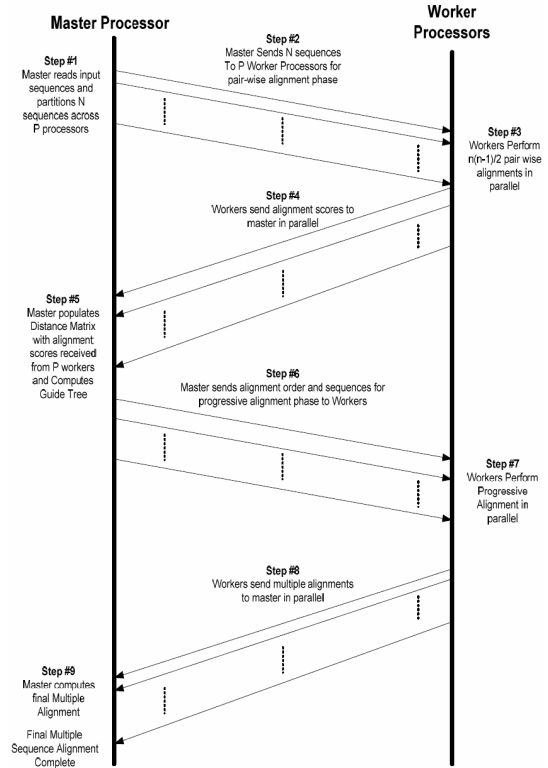 Master Processor
Worker
Processors
Step #1
Master reads input
sequences and
partitions N
sequences across
P processors
Step #2
Master Sends N sequences
To P Worker Processors for
pair-wise alignment phase
Step #3
Workers Perform
n(n-1)/2 pair wise
alignments in
parallel
Step #4
Workers send alignment scores to
master in parallel
Step #5
Master populates
Distance Matrix
with alignment
scores received
from P workers
and Computes
Guide Tree
Step #6
Master sends alignment order and sequences for
progressive alignment phase to Workers
Step #7
Workers Perform
Progressive
Alignment in
parallel
Step #8
Workers send multiple alignments
to master in parallel
Step #9
Master computes
final Multiple
Alignment
Final Multiple
Sequence Alignment
Complete